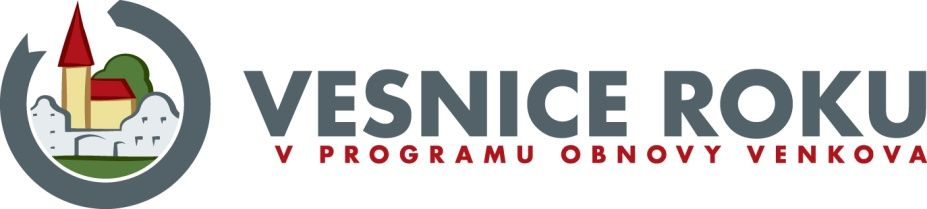 VESNICE ROKU
V PROGRAMU OBNOVY VENKOVA